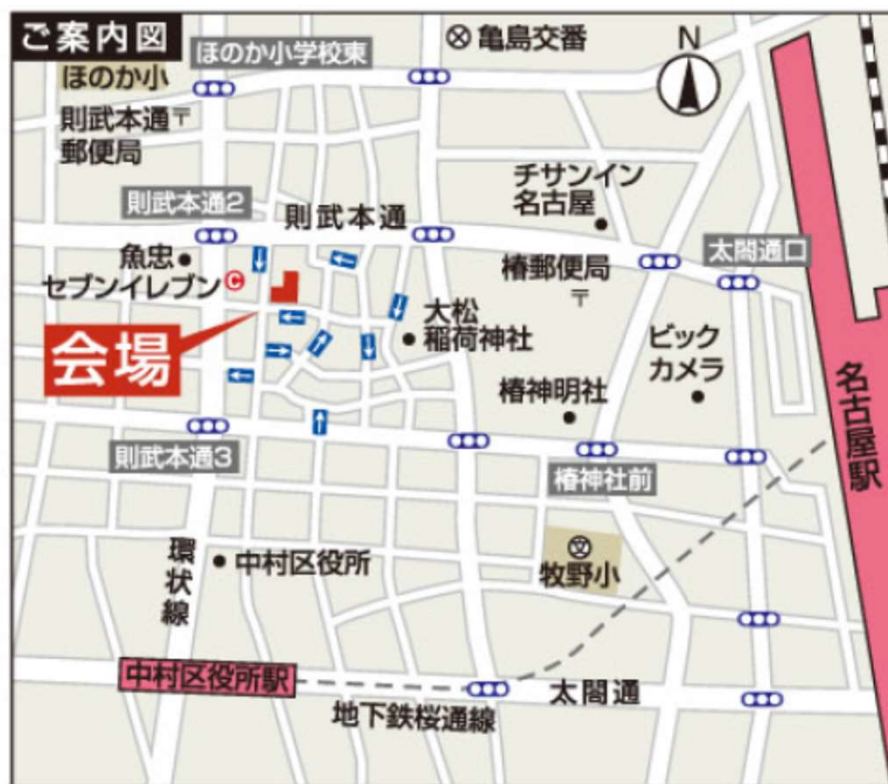 ご案内図
ほのか小学校東
亀島交番
N
ほのか小
則武本通〒
郵便局
チサンイン
名古屋
則武本通2
則武本通
太閤通口
魚忠
椿郵便局
〒
セブンイレブン
大松
稲荷神社
ビック
カメラ
会場
椿神明社
名古屋駅
則武本通3
椿神社前
環状線
中村区役所
文
牧野小
中村区役所駅
太閤通
地下鉄桜通線